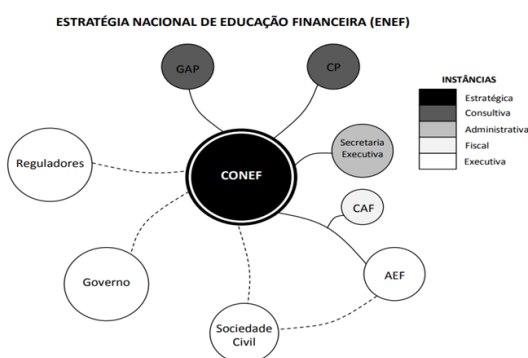 ESTRATÉGIA NACIONAL DE EDUCAÇÃO FINANCEIRA (ENEF)
GAP
CP
INSTÂNCIAS
Estratégica
Consultiva
Administrativa
Fiscal
Executiva
Reguladores
CONEF
Secretaria
Executiva
CAF
Governo
AEF
Sociedade
Civil